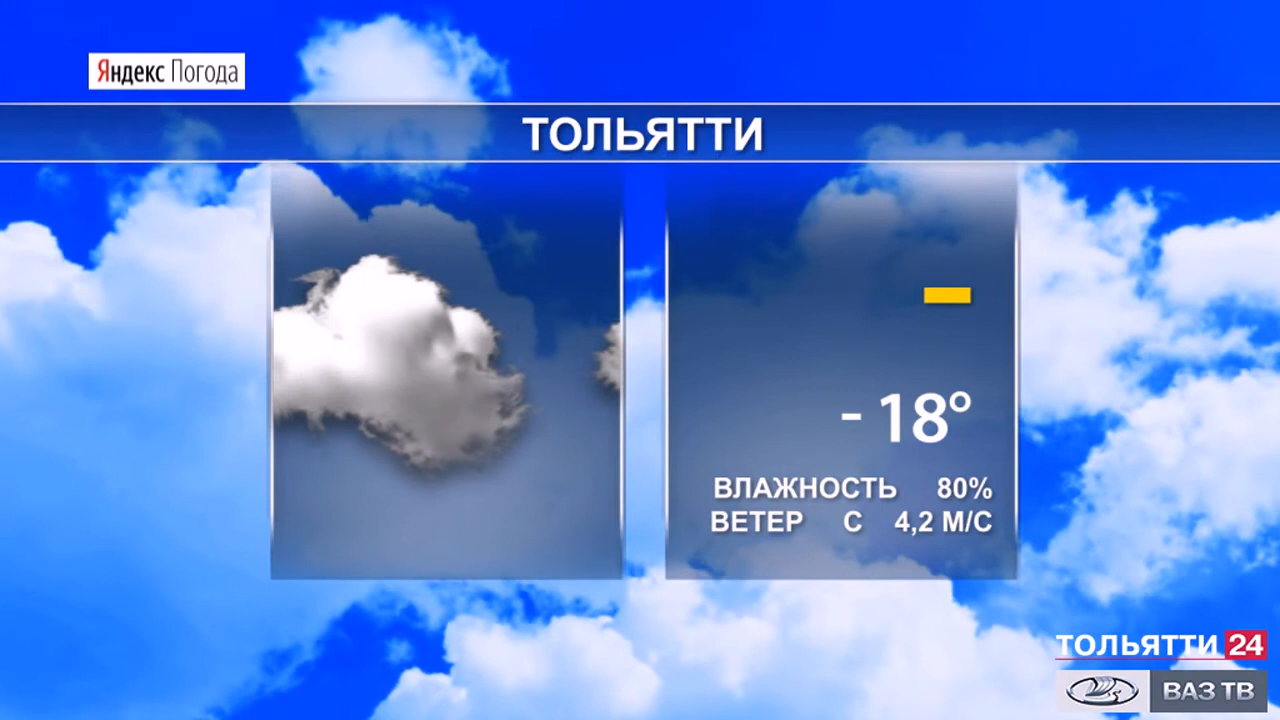 Яндекс Погода
ТОЛЬЯТТИ
- 18°
ВЛАЖНОСТЬ 80%
ВЕТЕР С 4,2 М/С
ТОЛЬЯТТИ 24
ВАЗ ТВ